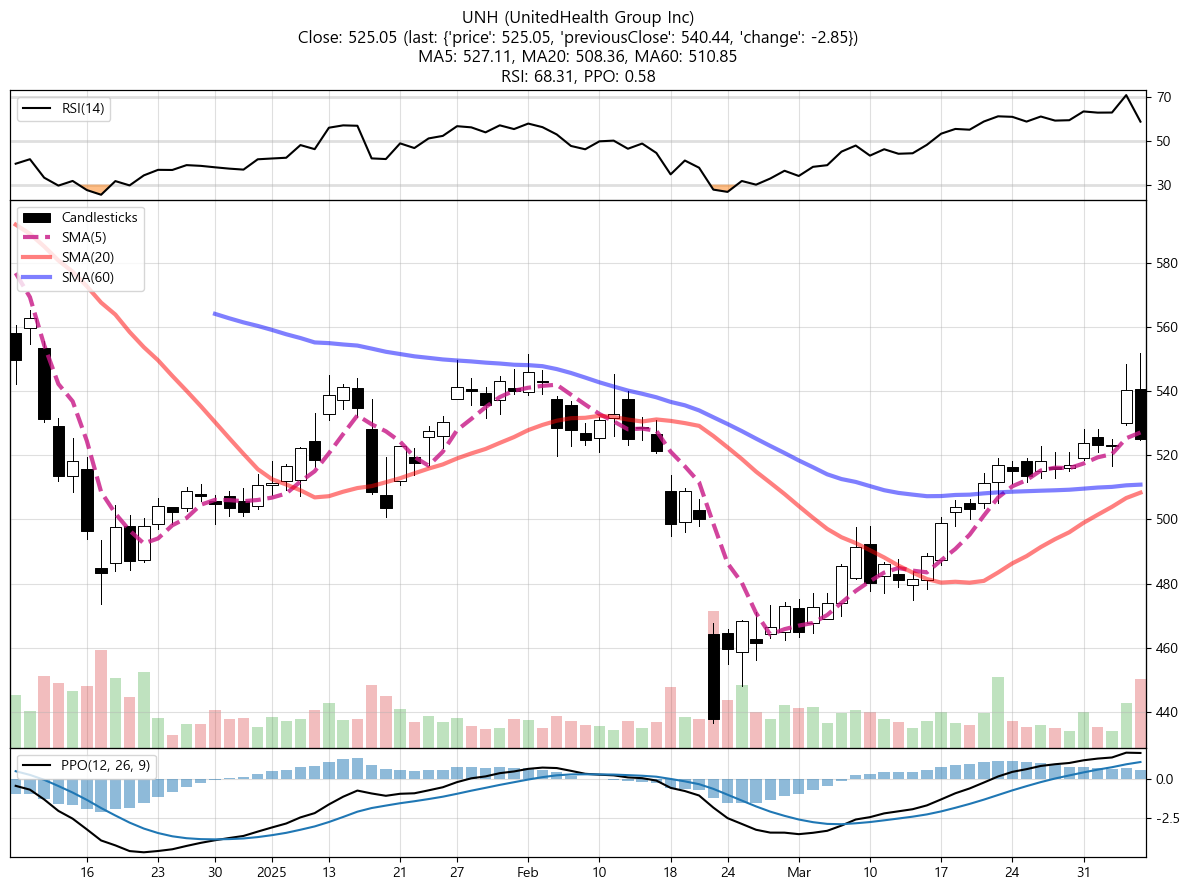 UNH (UnitedHealth Group Inc)
Close: 525.05 (last: {'price': 525.05, 'previousClose': 540.44, 'change': -2.85})
MA5: 527.11, MA20: 508.36, MA60: 510.85
RSI: 68.31, PPO: 0.58
RSI(14)
70
50
30
Candlesticks
SMA(5)
SMA(20)
SMA(60)
580
560
540
520
500
480
460
440
PPO(12, 26, 9)
0.0
−2.5
16 23 30 2025 13 21 27 Feb 10 18 24 Mar 10 17 24 31